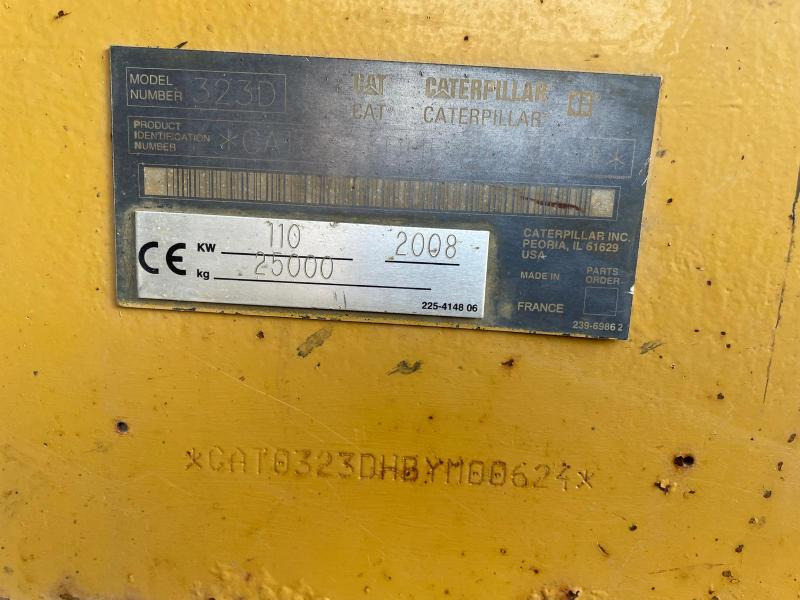 MODEL NUMBER 323D
CAT CATERPILLAR
CAT CATERPILLAR
PRODUCT IDENTIFICATION NUMBER
CE KW 110 2008
kg 25000
225-4148 06
CATERPILLAR INC.
PEORIA, IL 61629
USA
MADE IN
FRANCE
PARTS ORDER
239-6986 2
*CAT0323DHBYM00624*